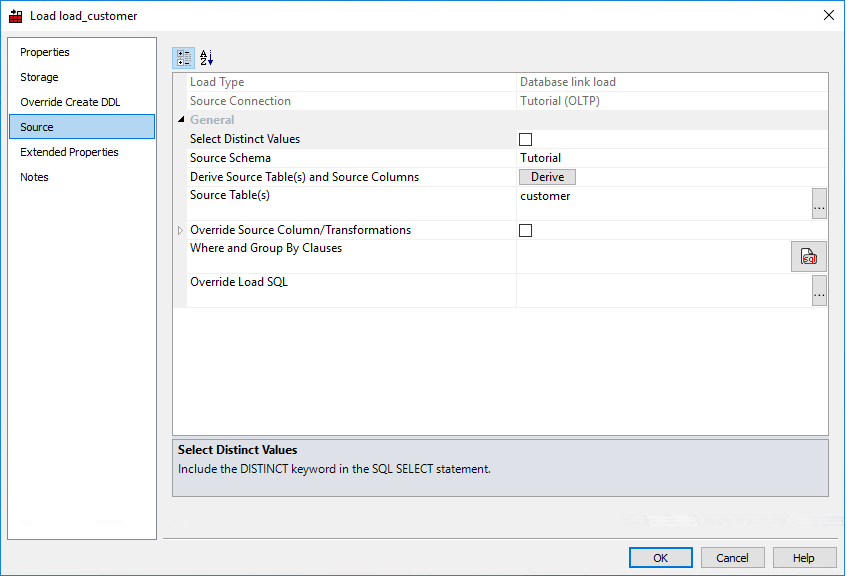 Load load_customer
Properties
Storage
Override Create DDL
Source
Extended Properties
Notes
Load Type Database link load
Source Connection Tutorial (OLTP)
General
Select Distinct Values
Source Schema Tutorial
Derive Source Table(s) and Source Columns Derive
Source Table(s) customer
...
Override Source Column/Transformations
Where and Group By Clauses
Override Load SQL
...
Select Distinct Values
Include the DISTINCT keyword in the SQL SELECT statement.
OK Cancel Help